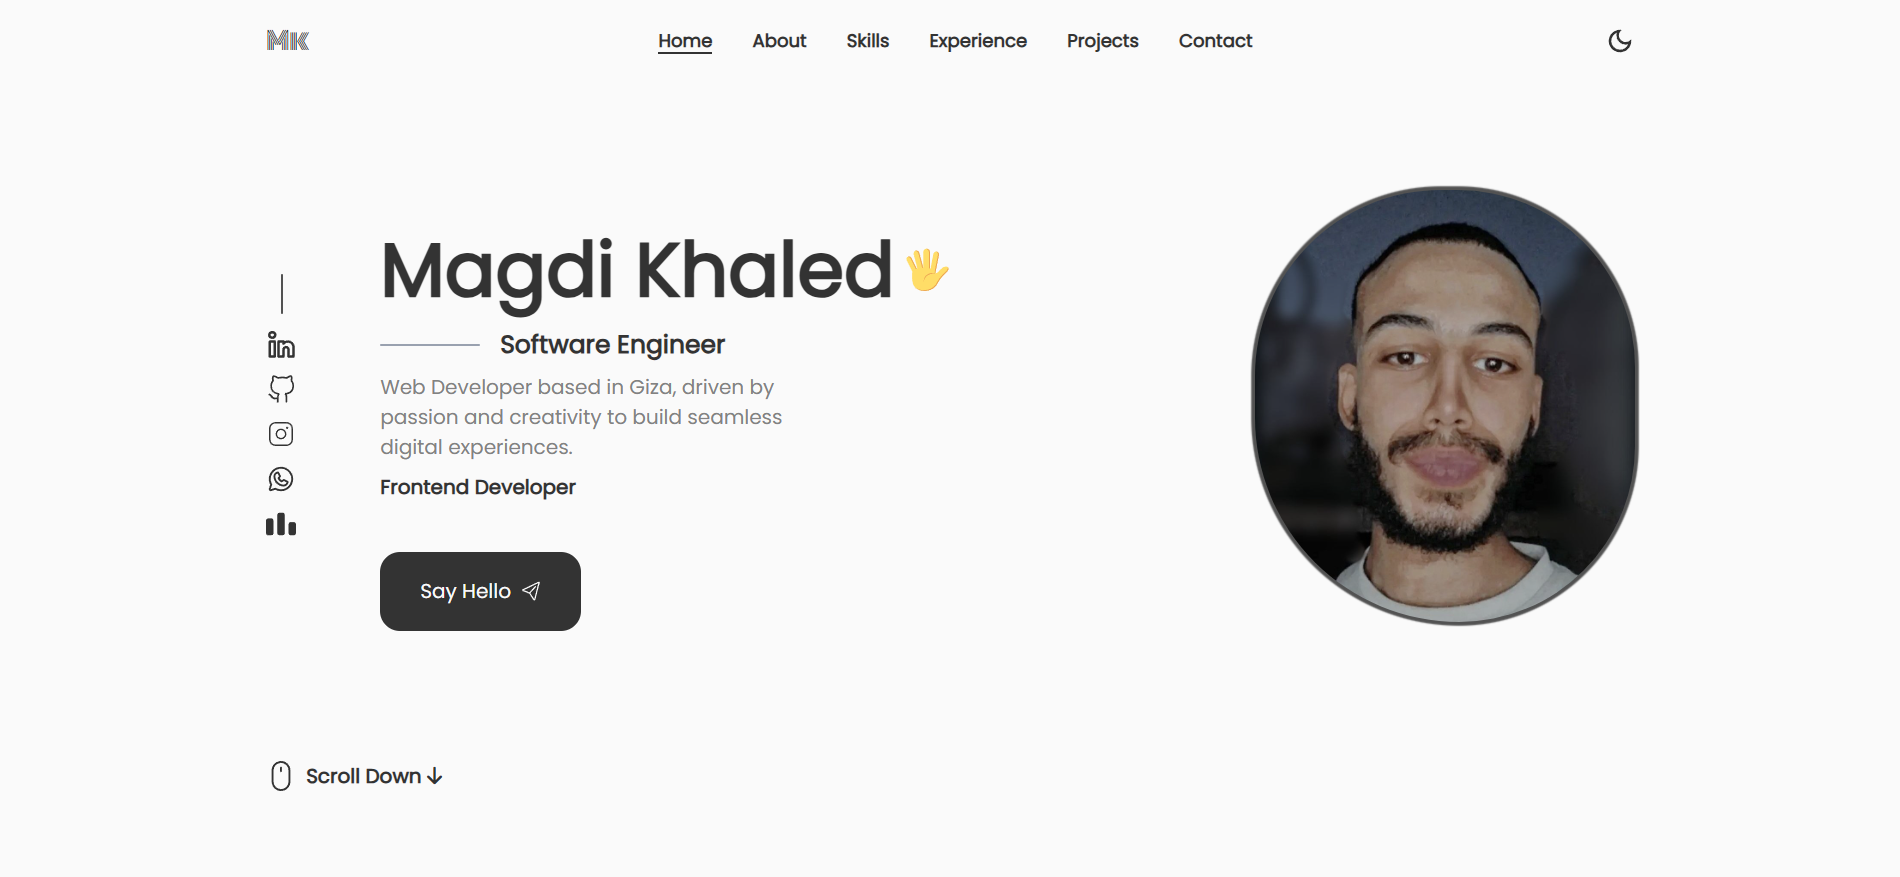 MK
Home About Skills Experience Projects Contact
Magdi Khaled
Software Engineer
Web Developer based in Giza, driven by
passion and creativity to build seamless
digital experiences.
Frontend Developer
Say Hello
Scroll Down